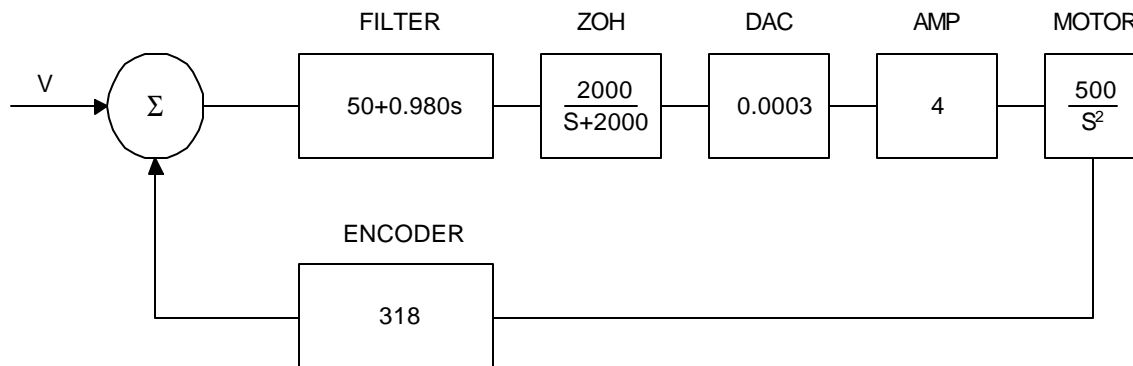 FILTER ZOH DAC AMP MOTOR
V
Σ
50+0.980s
2000
S+2000
0.0003
4
500
S²
ENCODER
318